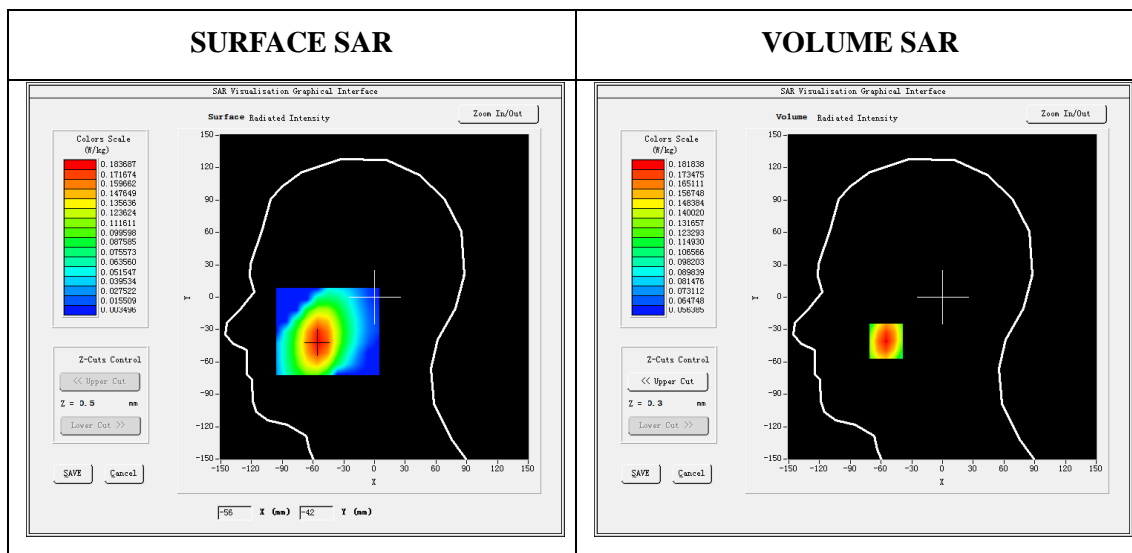 SURFACE SAR
VOLUME SAR
SAR Visualisation Graphical Interface
Surface Radiated Intensity
Zoom In/Out
Colors Scale
(W/kg)
0.183687
0.171674
0.159662
0.147649
0.135636
0.123624
0.111611
0.099598
0.087585
0.075573
0.063560
0.051547
0.039534
0.027522
0.015509
0.003496
150
120
90
60
30
0
-30
-60
-90
-120
-150
Y
-150 -120 -90 -60 -30 0 30 60 90 120 150
X
Z-Cuts Control
<< Upper Cut
Z = 0.5 mm
Lower Cut >>
SAVE Cancel
-56 X (mm) -42 Y (mm)
SAR Visualisation Graphical Interface
Volume Radiated Intensity
Zoom In/Out
Colors Scale
(W/kg)
0.181838
0.173475
0.165111
0.156748
0.148384
0.140020
0.131657
0.123293
0.114930
0.106566
0.098203
0.089839
0.081476
0.073112
0.064748
0.056385
150
120
90
60
30
0
-30
-60
-90
-120
-150
Y
-150 -120 -90 -60 -30 0 30 60 90 120 150
X
Z-Cuts Control
<< Upper Cut
Z = 0.3 mm
Lower Cut >>
SAVE Cancel